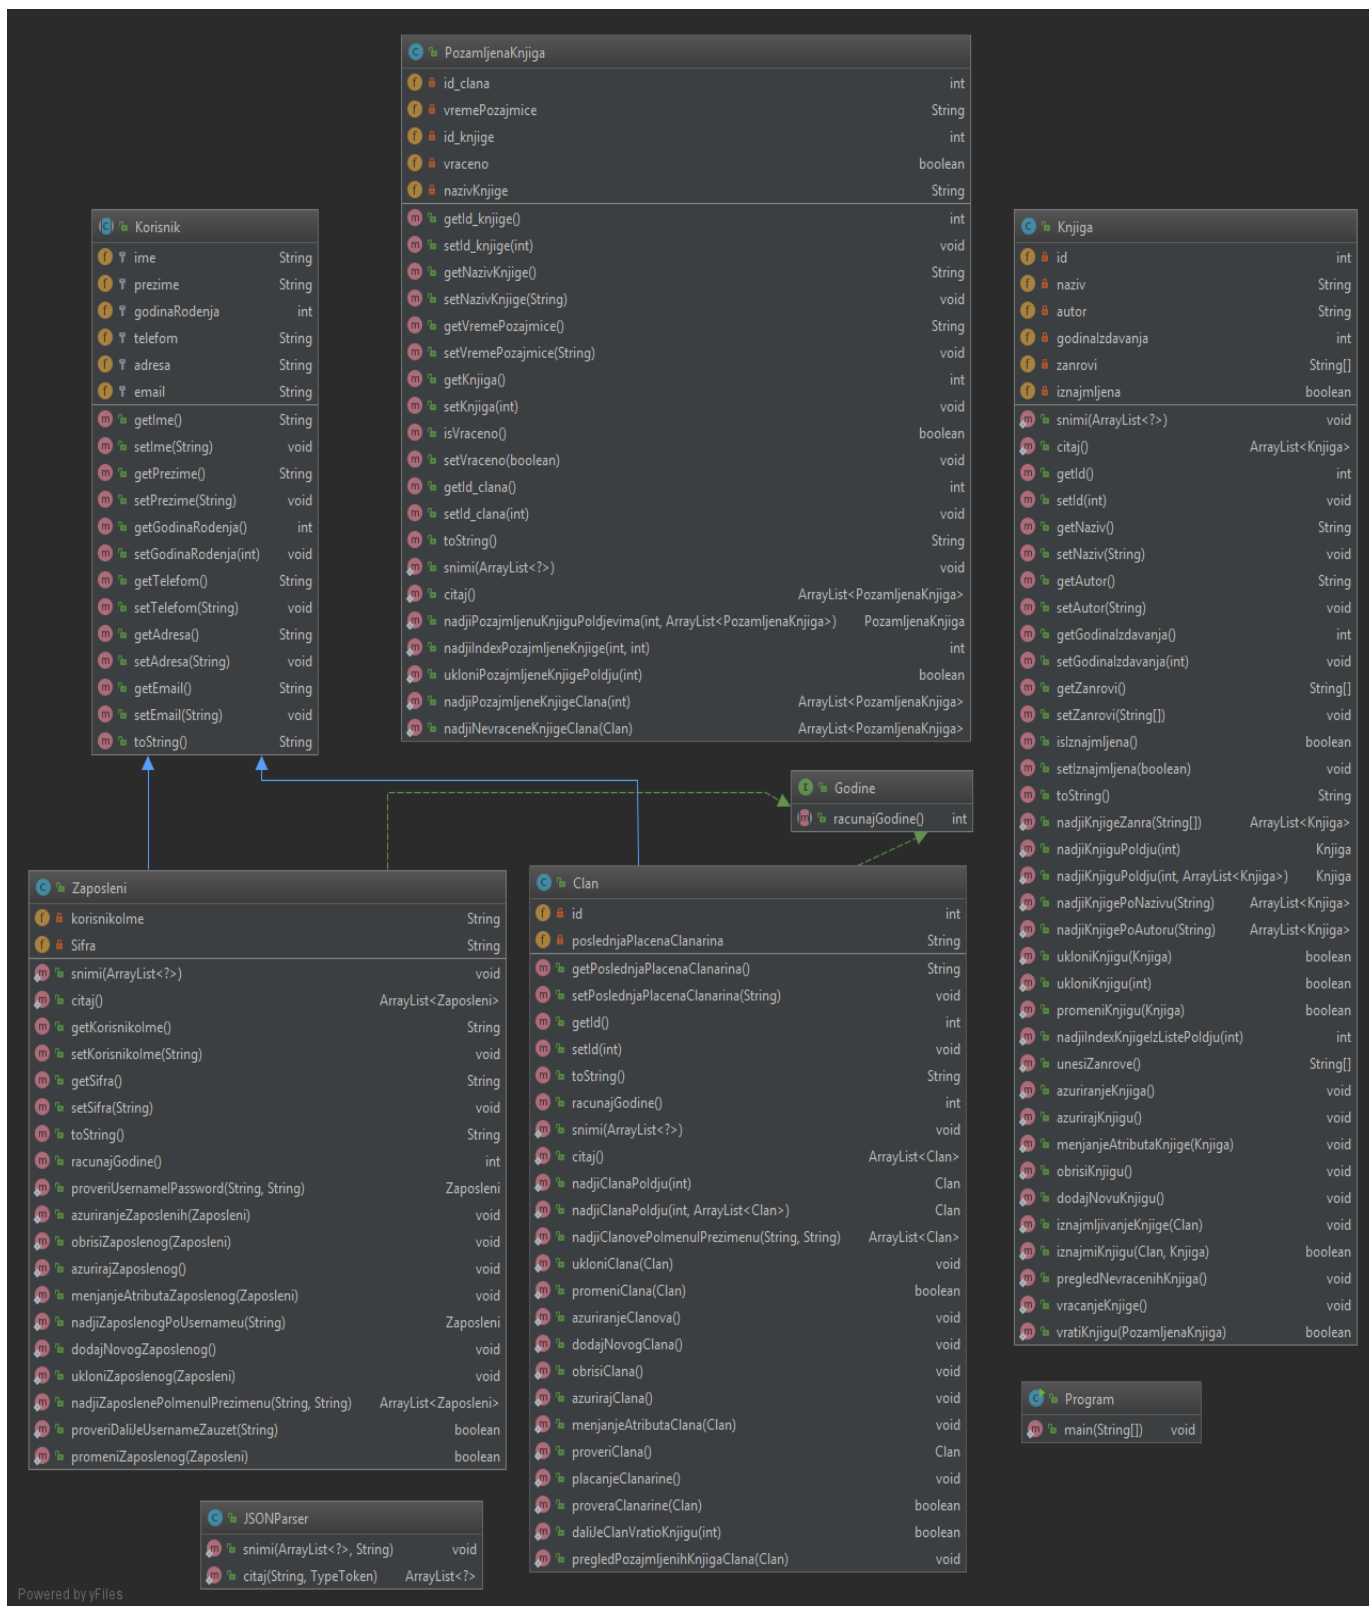 PozamljenaKnjiga
id_clana int
vremePozajmice String
id_knjige int
vraceno boolean
nazivKnjige String
getId_knjige() int
setId_knjige(int) void
getNazivKnjige() String
setNazivKnjige(String) void
getVremePozajmice() String
setVremePozajmice(String) void
getKnjiga() int
setKnjiga(int) void
isVraceno() boolean
setVraceno(boolean) void
getId_clana() int
setId_clana(int) void
toString() String
snimi(ArrayList<?>) void
citaj() ArrayList<PozamljenaKnjiga>
nadjiPozajmljenuKnjiguPoIdjevima(int, ArrayList<PozamljenaKnjiga>) PozamljenaKnjiga
nadjiIndexPozajmljeneKnjige(int, int) int
ukloniPozajmljeneKnjigePoIdju(int) boolean
nadjiPozajmljeneKnjigeClana(int) ArrayList<PozamljenaKnjiga>
nadjiNevraceneKnjigeClana(Clan) ArrayList<PozamljenaKnjiga>
Korisnik
ime String
prezime String
godinaRodenja int
telefom String
adresa String
email String
getIme() String
setIme(String) void
getPrezime() String
setPrezime(String) void
getGodinaRodenja() int
setGodinaRodenja(int) void
getTelefom() String
setTelefom(String) void
getAdresa() String
setAdresa(String) void
getEmail() String
setEmail(String) void
toString() String
Knjiga
id int
naziv String
autor String
godinaIzdavanja int
zanrovi String[]
iznajmljena boolean
snimi(ArrayList<?>) void
citaj() ArrayList<Knjiga>
getId() int
setId(int) void
getNaziv() String
setNaziv(String) void
getAutor() String
setAutor(String) void
getGodinaIzdavanja() int
setGodinaIzdavanja(int) void
getZanrovi() String[]
setZanrovi(String[]) void
isIznajmljena() boolean
setIznajmljena(boolean) void
toString() String
nadjiKnjigeZanra(String[]) ArrayList<Knjiga>
nadjiKnjiguPoIdju(int) Knjiga
nadjiKnjiguPoIdju(int, ArrayList<Knjiga>) Knjiga
nadjiKnjigePoNazivu(String) ArrayList<Knjiga>
nadjiKnjigePoAutoru(String) ArrayList<Knjiga>
ukloniKnjigu(Knjiga) boolean
ukloniKnjigu(int) boolean
promeniKnjigu(Knjiga) boolean
nadjiIndexKnjigeIzListePoIdju(int) int
unesiZanrove() String[]
azuriranjeKnjiga() void
azurirajKnjigu() void
menjanjeAtributaKnjige(Knjiga) void
obrisiKnjigu() void
dodajNovuKnjigu() void
iznajmljivanjeKnjige(Clan) void
iznajmiKnjigu(Clan, Knjiga) boolean
pregledNevracenihKnjiga() void
vracanjeKnjige() void
vratiKnjigu(PozamljenaKnjiga) boolean
Godine
racunajGodine() int
Zaposleni
korisnikoIme String
Sifra String
snimi(ArrayList<?>) void
citaj() ArrayList<Zaposleni>
getKorisnikoIme() String
setKorisnikoIme(String) void
getSifra() String
setSifra(String) void
toString() String
racunajGodine() int
proveriUsernameIPassword(String, String) Zaposleni
azuriranjeZaposlenih(Zaposleni) void
obrisiZaposlenog(Zaposleni) void
azurirajZaposlenog() void
menjanjeAtributaZaposlenog(Zaposleni) void
nadjiZaposlenogPoUsernameu(String) Zaposleni
dodajNovogZaposlenog() void
ukloniZaposlenog(Zaposleni) void
nadjiZaposlenePoImenuIPrezimenu(String, String) ArrayList<Zaposleni>
proveriDaliJeUsernameZauzet(String) boolean
promeniZaposlenog(Zaposleni) boolean
Clan
id int
poslednjaPlacenaClanarina String
getPoslednjaPlacenaClanarina() String
setPoslednjaPlacenaClanarina(String) void
getId() int
setId(int) void
toString() String
racunajGodine() int
snimi(ArrayList<?>) void
citaj() ArrayList<Clan>
nadjiClanaPoIdju(int) Clan
nadjiClanaPoIdju(int, ArrayList<Clan>) Clan
nadjiClanovePoImenuIPrezimenu(String, String) ArrayList<Clan>
ukloniClana(Clan) void
promeniClana(Clan) boolean
azuriranjeClanova() void
dodajNovogClana() void
obrisiClana() void
azurirajClana() void
menjanjeAtributaClana(Clan) void
proveriClana() Clan
placanjeClanarine() void
proveraClanarine(Clan) boolean
daliJeClanVratioKnjigu(int) boolean
pregledPozajmljenihKnjigaClana(Clan) void
Program
main(String[]) void
JSONParser
snimi(ArrayList<?>, String) void
citaj(String, TypeToken) ArrayList<?>
Powered by yFiles